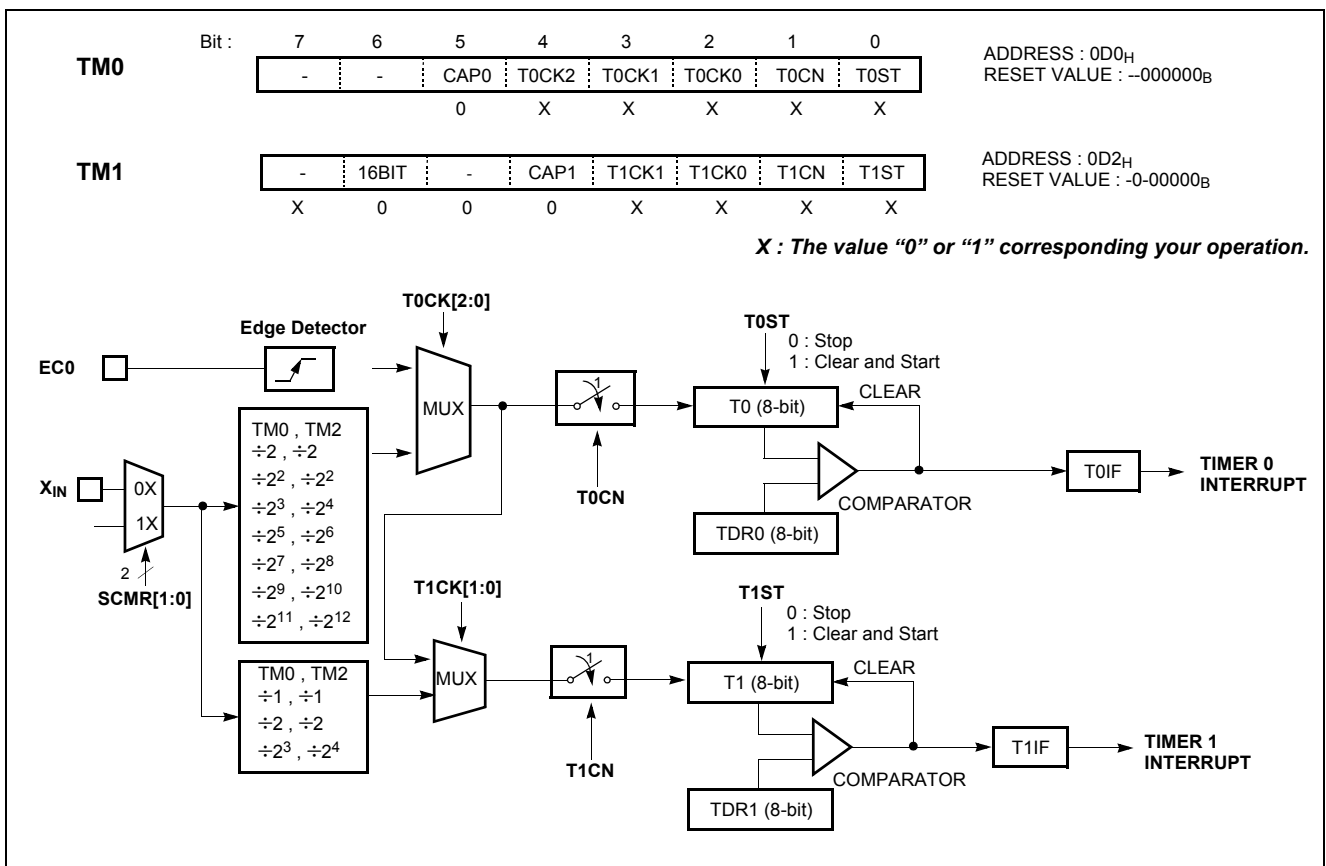 Bit : 7 6 5 4 3 2 1 0
TM0
- - CAP0 T0CK2 T0CK1 T0CK0 T0CN T0ST
0 X X X X X
ADDRESS : 0D0H
RESET VALUE : --000000B
TM1
- 16BIT - CAP1 T1CK1 T1CK0 T1CN T1ST
X 0 0 0 X X X X
ADDRESS : 0D2H
RESET VALUE : -0-00000B
X : The value “0” or “1” corresponding your operation.
T0CK[2:0]
Edge Detector
EC0
MUX
1
T0CN
T0ST
0 : Stop
1 : Clear and Start
T0 (8-bit)
CLEAR
COMPARATOR
TDR0 (8-bit)
T0IF
TIMER 0
INTERRUPT
XIN
0X
1X
2
SCMR[1:0]
TM0 , TM2
÷2 , ÷2
÷2² , ÷2²
÷2³ , ÷2⁴
÷2⁵ , ÷2⁶
÷2⁷ , ÷2⁸
÷2⁹ , ÷2¹⁰
÷2¹¹ , ÷2¹²
TM0 , TM2
÷1 , ÷1
÷2 , ÷2
÷2³ , ÷2⁴
T1CK[1:0]
MUX
1
T1CN
T1ST
0 : Stop
1 : Clear and Start
T1 (8-bit)
CLEAR
COMPARATOR
TDR1 (8-bit)
T1IF
TIMER 1
INTERRUPT